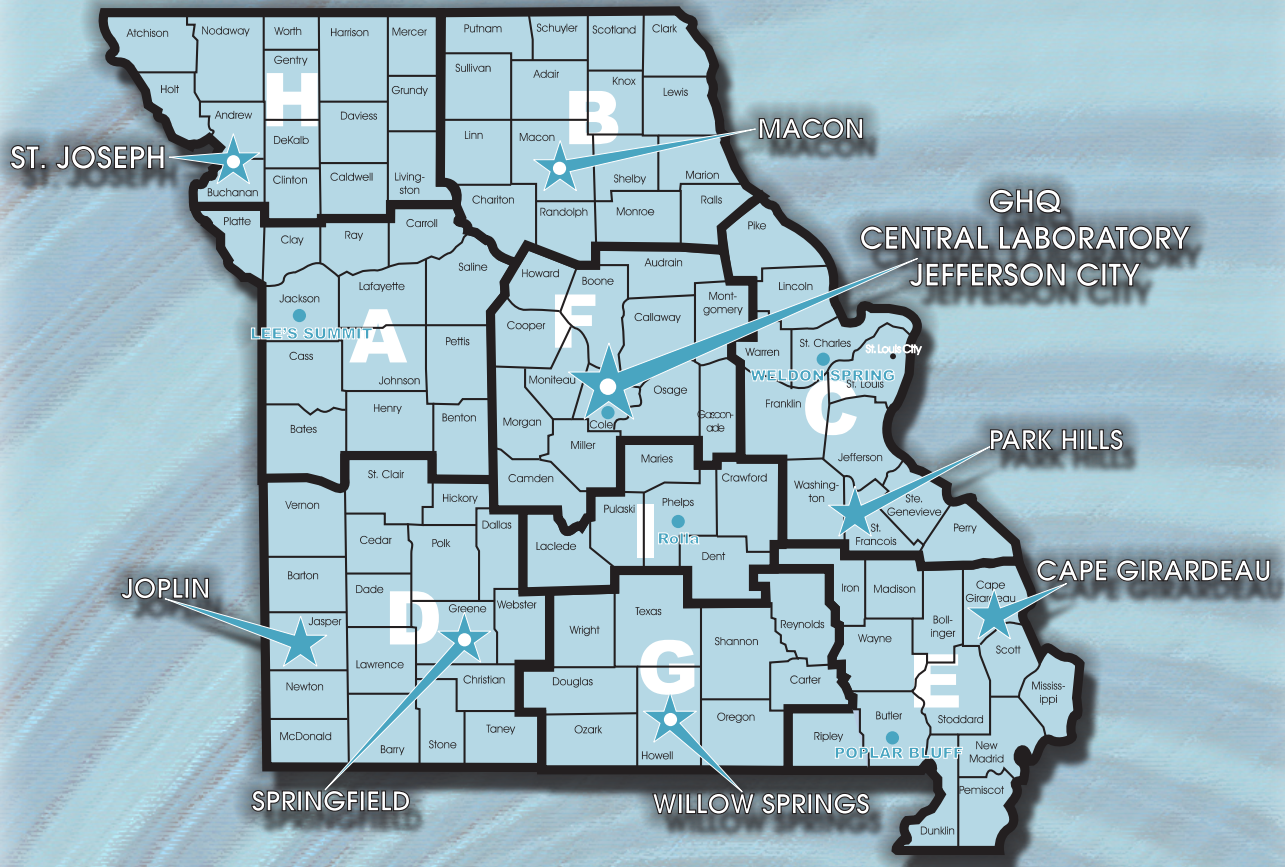 Atchison
Nodaway
Worth
Harrison
Mercer
Putnam
Schuyler
Scotland
Clark
Gentry
Sullivan
Adair
Knox
Holt
H
Grundy
Lewis
Andrew
Daviess
B
DeKalb
Linn
Macon
MACON
ST. JOSEPH
Clinton
Caldwell
Living-
ston
Shelby
Marion
Buchanan
Chariton
Randolph
Monroe
Ralls
GHQ
CENTRAL LABORATORY
JEFFERSON CITY
Platte
Clay
Ray
Carroll
Pike
Saline
Howard
Audrain
Boone
Jackson
Lafayette
Mont-
gomery
Lincoln
LEE'S SUMMIT
A
Pettis
Cooper
F
Callaway
Warren
St. Charles
St. Louis City
Cass
Johnson
Moniteau
Osage
WELDON SPRING
St. Louis
Henry
Benton
Morgan
Cole
Gascon-
ade
Franklin
C
Bates
Miller
Jefferson
PARK HILLS
St. Clair
Camden
Maries
Crawford
Washing-
ton
Ste.
Genevieve
Vernon
Hickory
Pulaski
Phelps
I
Rolla
St.
Francois
Perry
Cedar
Polk
Dallas
Laclede
Dent
Barton
Dade
Iron
Madison
Cape
Girardeau
CAPE GIRARDEAU
JOPLIN
Jasper
D
Greene
Webster
Wright
Texas
Shannon
Reynolds
Wayne
Boll-
inger
Scott
Lawrence
Newton
Christian
Douglas
G
Carter
E
Mississ-
ippi
McDonald
Barry
Stone
Taney
Ozark
Howell
Oregon
Ripley
Butler
POPLAR BLUFF
Stoddard
New
Madrid
Pemiscot
Dunklin
SPRINGFIELD
WILLOW SPRINGS